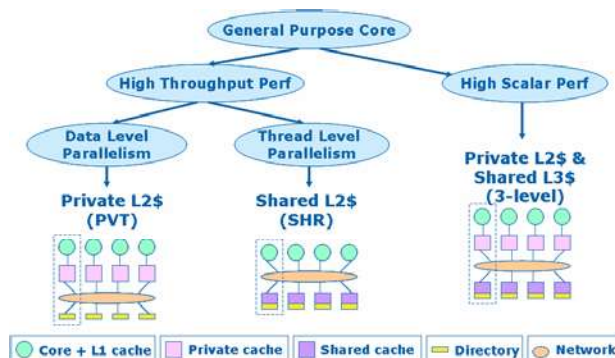 General Purpose Core
High Throughput Perf
High Scalar Perf
Data Level
Parallelism
Thread Level
Parallelism
Private L2$
(PVT)
Shared L2$
(SHR)
Private L2$ &
Shared L3$
(3-level)
Core + L1 cache
Private cache
Shared cache
Directory
Network